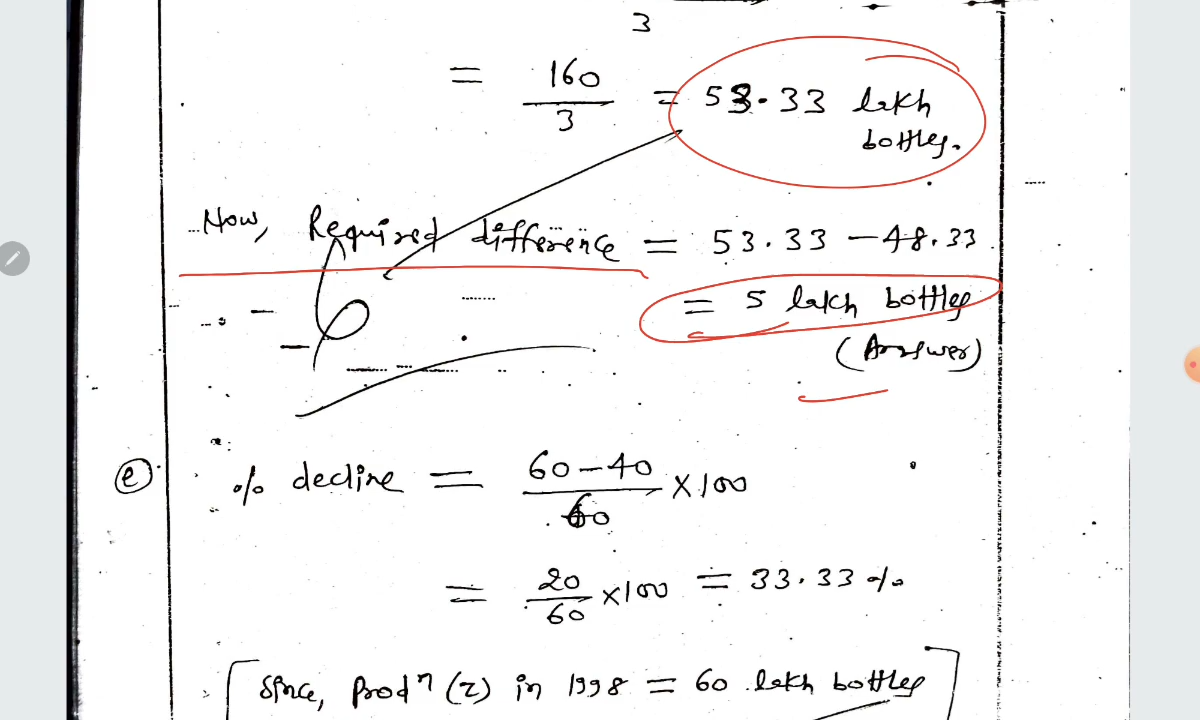 3
= 160/3 = 53.33 lakh
bottles.
Now, Required difference = 53.33 - 48.33
= 5 lakh bottles
(Answer)
(e) % decline = 60-40/60 × 100
= 20/60 × 100 = 33.33 %
[Since, Prodⁿ (Z) in 1998 = 60 lakh bottles]